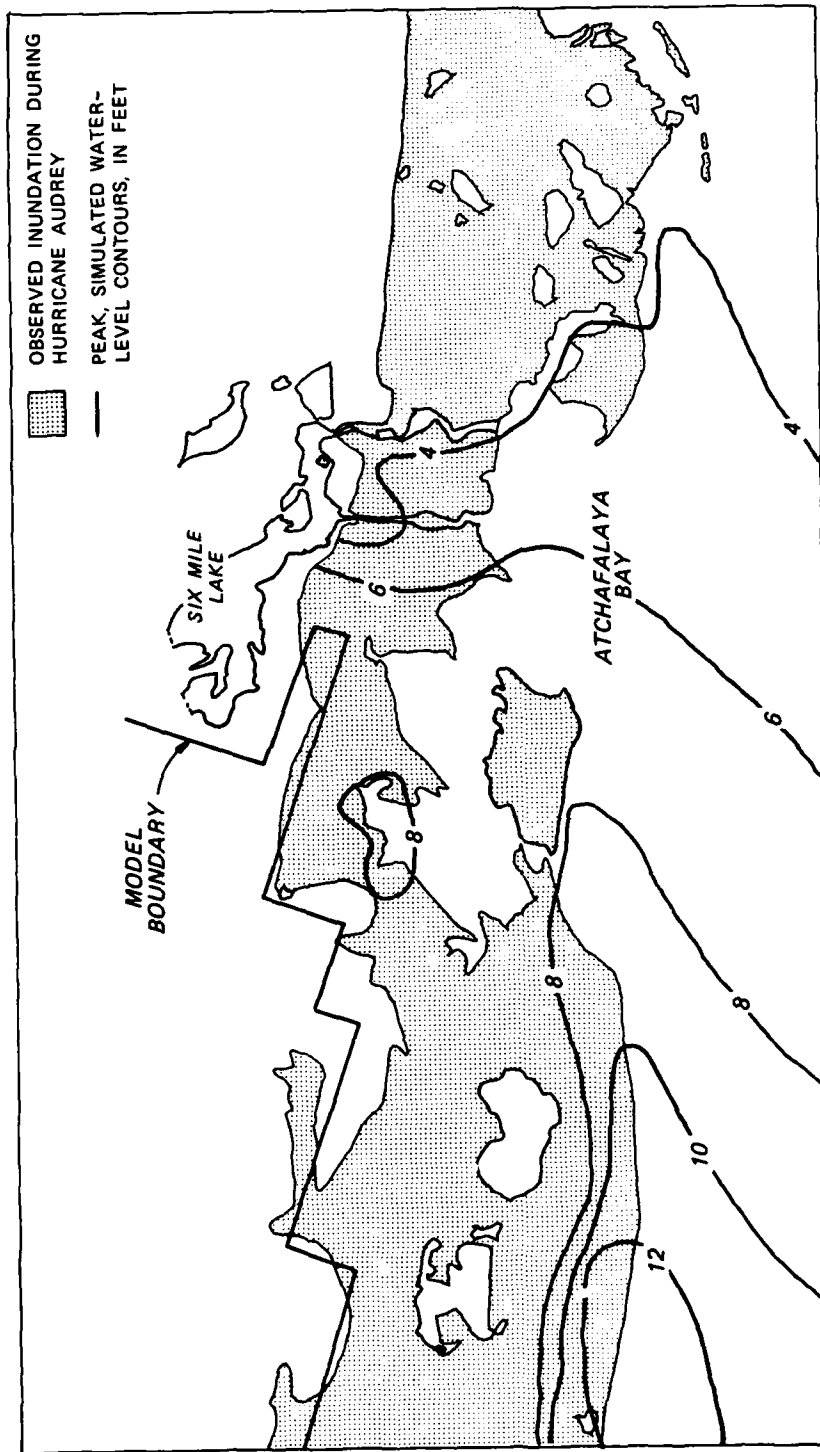 OBSERVED INUNDATION DURING
HURRICANE AUDREY
PEAK, SIMULATED WATER-
LEVEL CONTOURS, IN FEET
SIX MILE
LAKE
MODEL
BOUNDARY
ATCHAFALAYA
BAY
4
4
6
6
8
8
8
10
12